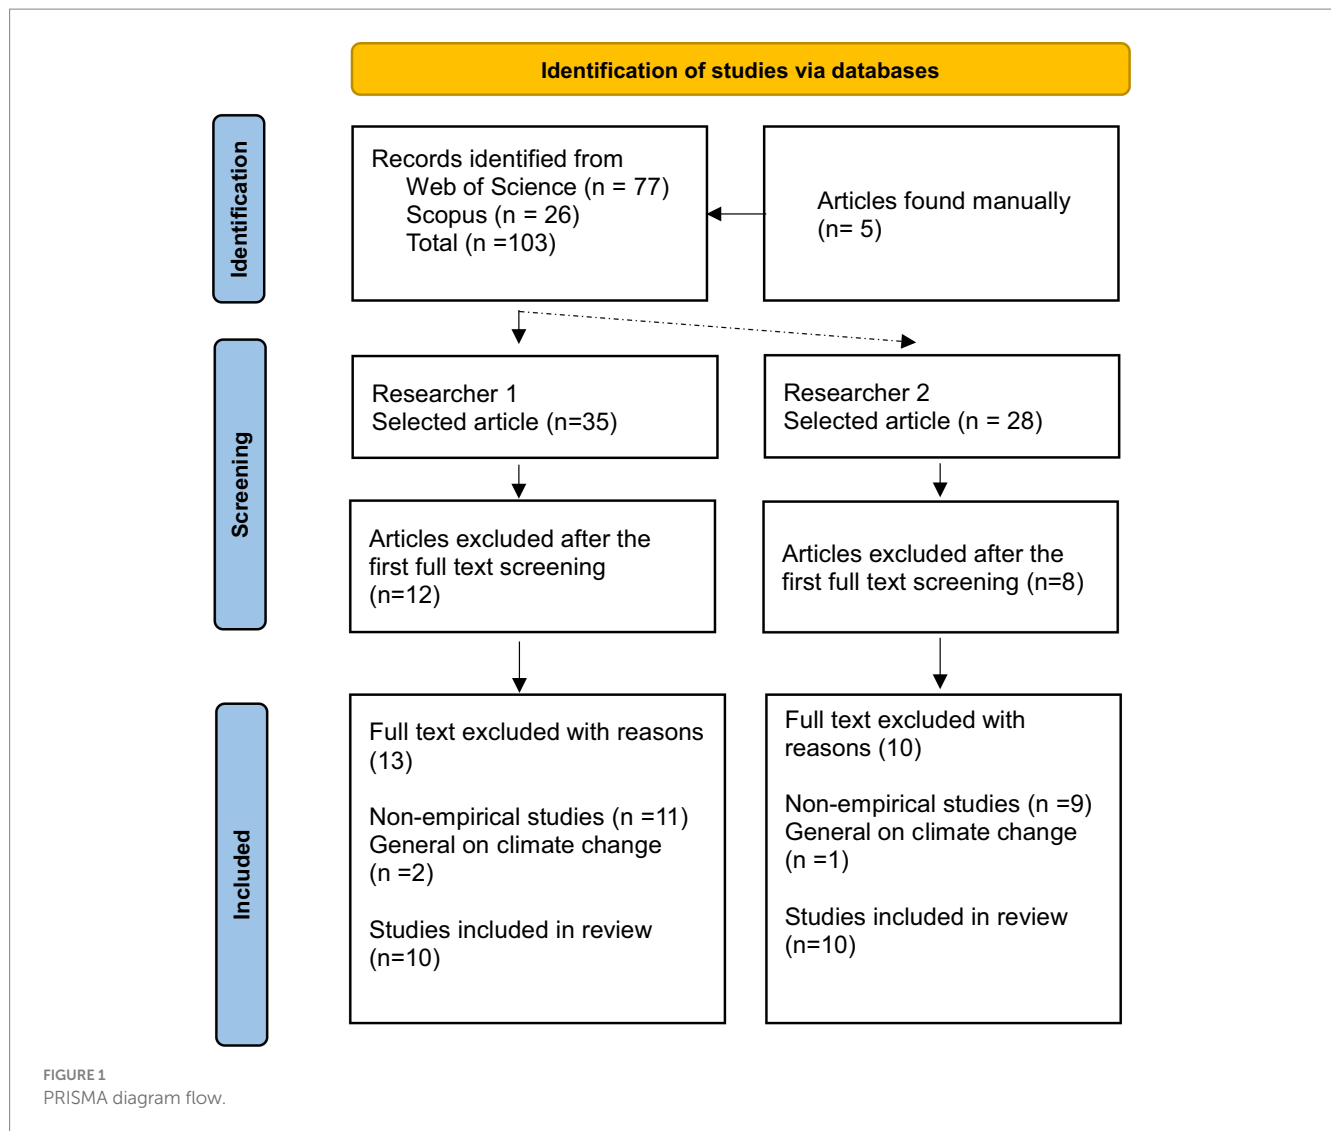 Identification of studies via databases
Identification
Records identified from
Web of Science (n = 77)
Scopus (n = 26)
Total (n =103)
Articles found manually
(n= 5)
Screening
Researcher 1
Selected article (n=35)
Researcher 2
Selected article (n = 28)
Articles excluded after the
first full text screening
(n=12)
Articles excluded after the
first full text screening (n=8)
Included
Full text excluded with reasons
(13)
Non-empirical studies (n =11)
General on climate change
(n =2)
Studies included in review
(n=10)
Full text excluded with
reasons (10)
Non-empirical studies (n =9)
General on climate change
(n =1)
Studies included in review
(n=10)
FIGURE 1
PRISMA diagram flow.